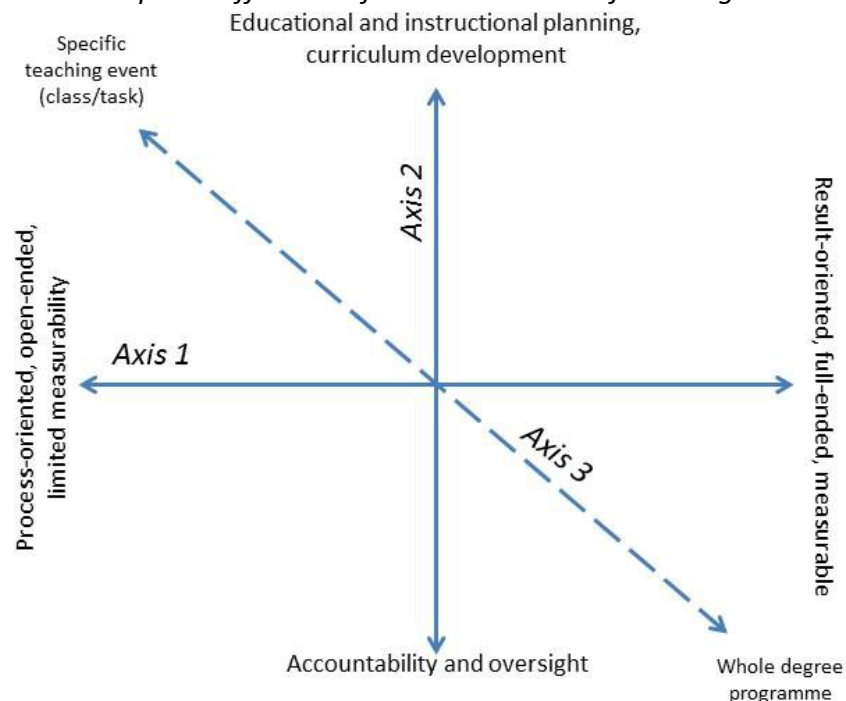 Educational and instructional planning,
curriculum development
Specific
teaching event
(class/task)
Axis 2
Process-oriented, open-ended,
limited measurability
Axis 1
Result-oriented, full-ended, measurable
Axis 3
Accountability and oversight
Whole degree
programme